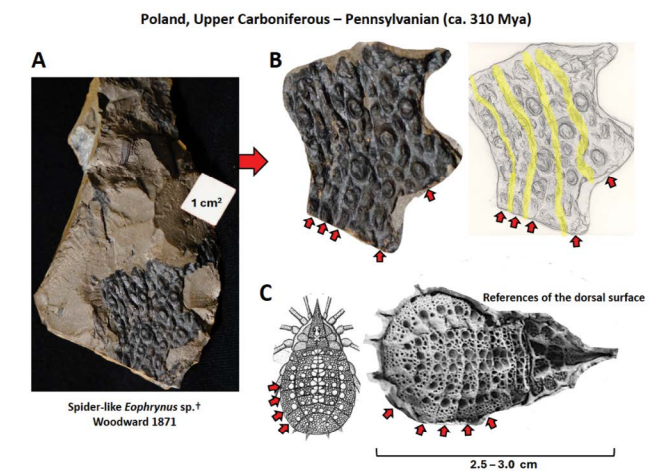 Poland, Upper Carboniferous – Pennsylvanian (ca. 310 Mya)
A
B
1 cm²
C
References of the dorsal surface
Spider-like Eophrynus sp.†
Woodward 1871
2.5 – 3.0 cm